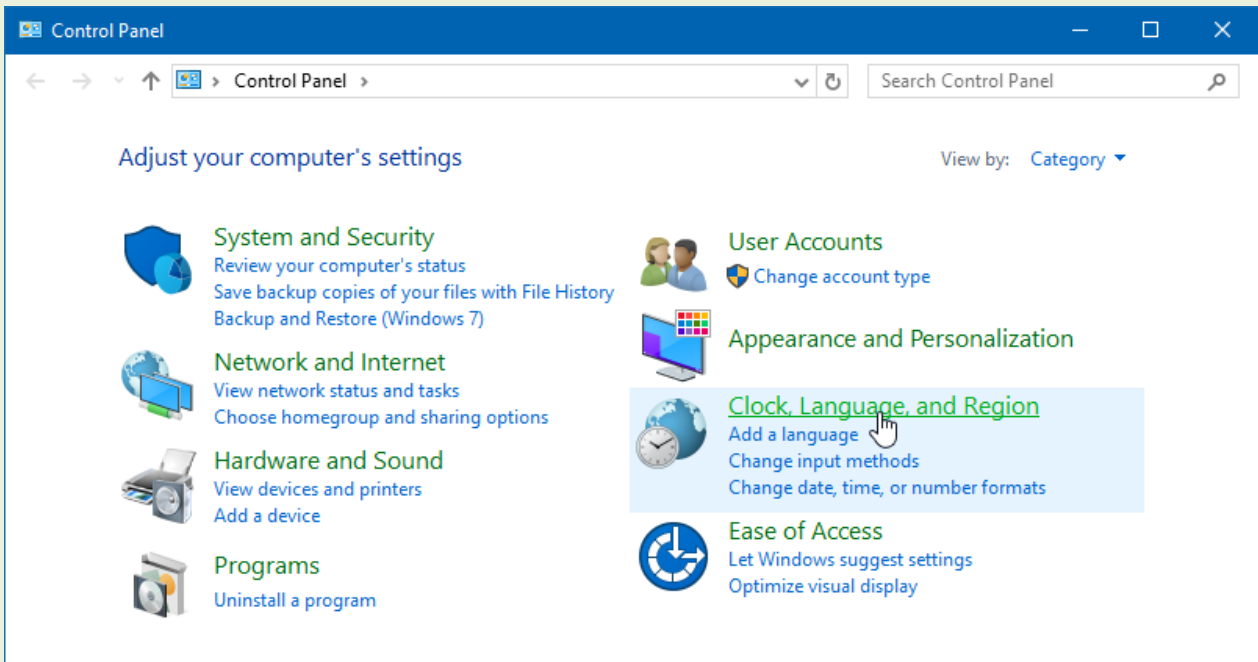 Control Panel
Control Panel
Search Control Panel
Adjust your computer's settings
View by: Category
System and Security
Review your computer's status
Save backup copies of your files with File History
Backup and Restore (Windows 7)
Network and Internet
View network status and tasks
Choose homegroup and sharing options
Hardware and Sound
View devices and printers
Add a device
Programs
Uninstall a program
User Accounts
Change account type
Appearance and Personalization
Clock, Language, and Region
Add a language
Change input methods
Change date, time, or number formats
Ease of Access
Let Windows suggest settings
Optimize visual display